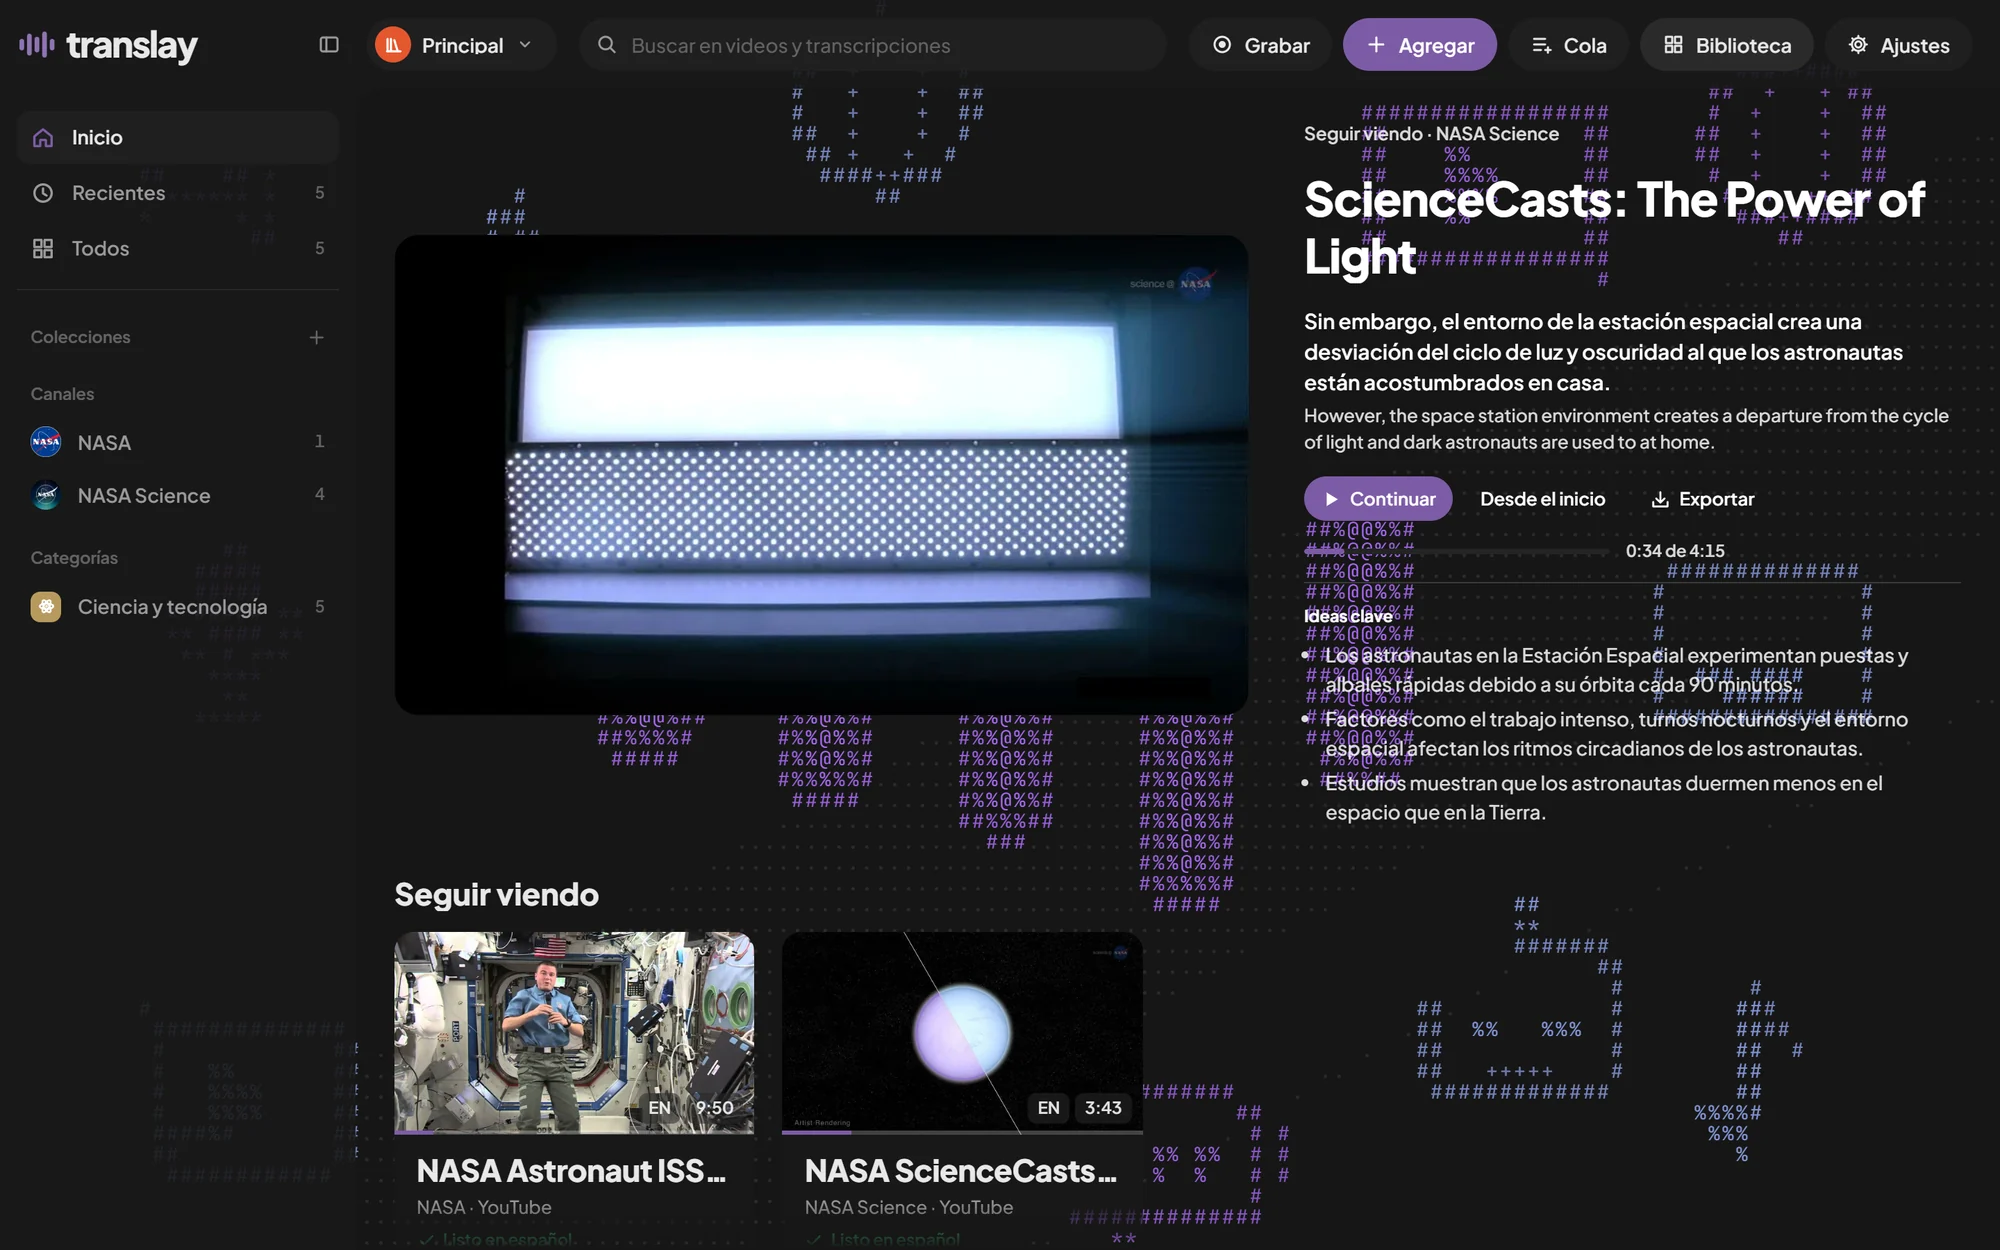 translay
Principal
Buscar en videos y transcripciones
Grabar
Agregar
Cola
Biblioteca
Ajustes
Inicio
Recientes 5
Todos 5
Colecciones
Canales
NASA 1
NASA Science 4
Categorías
Ciencia y tecnología 5
science @ NASA
Seguir viendo · NASA Science
ScienceCasts: The Power of
Light
Sin embargo, el entorno de la estación espacial crea una
desviación del ciclo de luz y oscuridad al que los astronautas
están acostumbrados en casa.
However, the space station environment creates a departure from the cycle
of light and dark astronauts are used to at home.
Continuar
Desde el inicio
Exportar
0:34 de 4:15
Ideas clave
Los astronautas en la Estación Espacial experimentan puestas y
albales rápidas debido a su órbita cada 90 minutos.
Factores como el trabajo intenso, turnos nocturnos y el entorno
espacial afectan los ritmos circadianos de los astronautas.
Estudios muestran que los astronautas duermen menos en el
espacio que en la Tierra.
Seguir viendo
EN 9:50
NASA Astronaut ISS...
NASA · YouTube
Listo en español
Artist Rendering
EN 3:43
NASA ScienceCasts...
NASA Science · YouTube
Listo en español